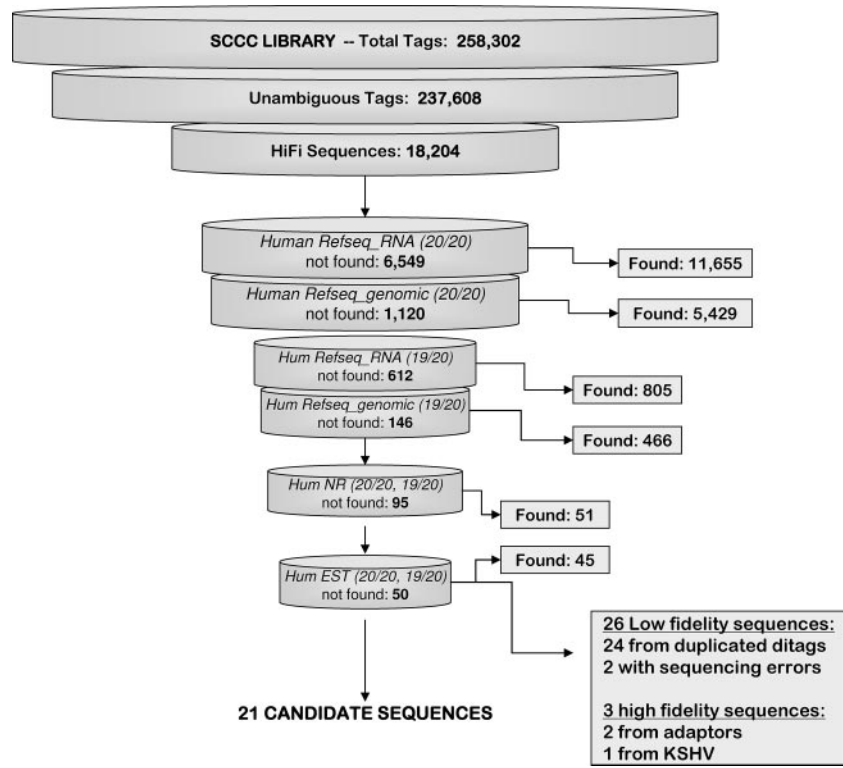 SCCC LIBRARY -- Total Tags: 258,302
Unambiguous Tags: 237,608
HiFi Sequences: 18,204
Human Refseq_RNA (20/20)
not found: 6,549
Found: 11,655
Human Refseq_genomic (20/20)
not found: 1,120
Found: 5,429
Hum Refseq_RNA (19/20)
not found: 612
Found: 805
Hum Refseq_genomic (19/20)
not found: 146
Found: 466
Hum NR (20/20, 19/20)
not found: 95
Found: 51
Hum EST (20/20, 19/20)
not found: 50
Found: 45
26 Low fidelity sequences:
24 from duplicated ditags
2 with sequencing errors
3 high fidelity sequences:
2 from adaptors
1 from KSHV
21 CANDIDATE SEQUENCES